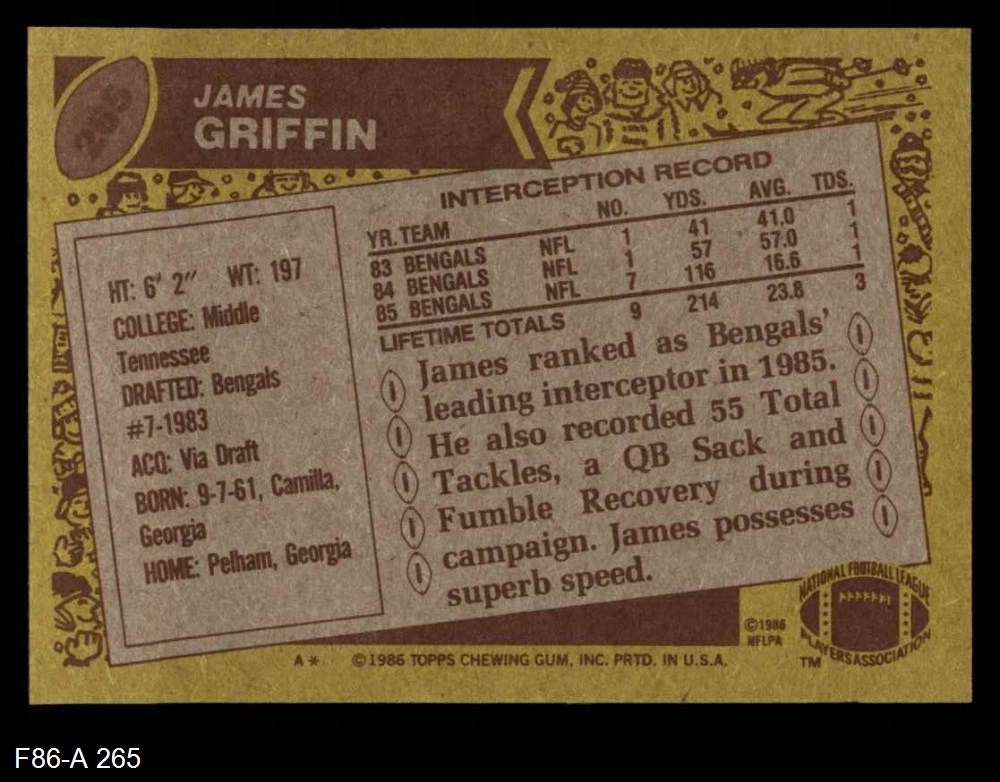 265
JAMES
GRIFFIN
INTERCEPTION RECORD
YR. TEAM NO. YDS. AVG. TDS.
83 BENGALS NFL 1 41 41.0 1
84 BENGALS NFL 1 57 57.0 1
85 BENGALS NFL 7 116 16.6 1
LIFETIME TOTALS 9 214 23.8 3
HT: 6' 2" WT: 197
COLLEGE: Middle
Tennessee
DRAFTED: Bengals
#7-1983
ACQ: Via Draft
BORN: 9-7-61, Camilla,
Georgia
HOME: Pelham, Georgia
James ranked as Bengals'
leading interceptor in 1985.
He also recorded 55 Total
Tackles, a QB Sack and
Fumble Recovery during
campaign. James possesses
superb speed.
©1986
NFLPA
NATIONAL FOOTBALL LEAGUE
PLAYERS ASSOCIATION
TM
A* ©1986 TOPPS CHEWING GUM, INC. PRTD. IN U.S.A.
F86-A 265